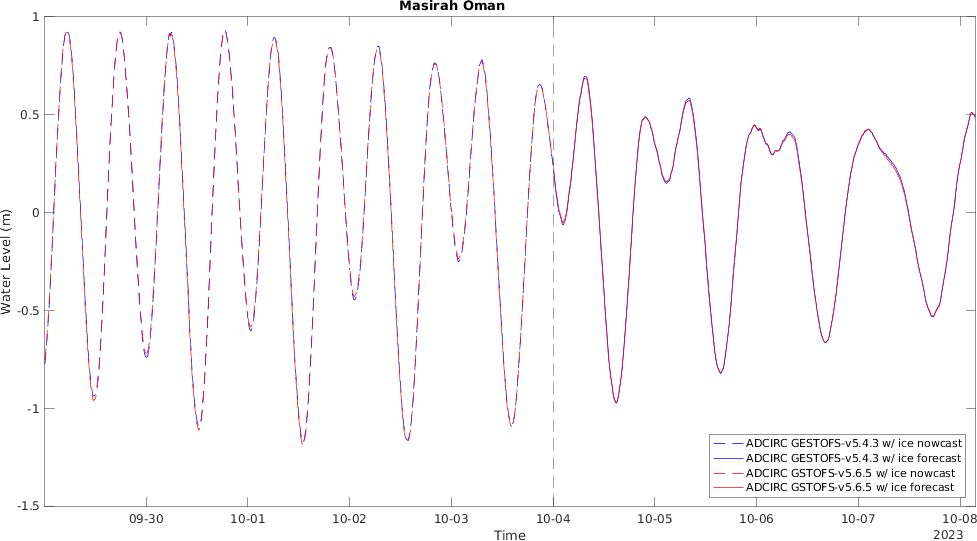 Masirah Oman
1
0.5
0
-0.5
-1
-1.5
Water Level (m)
09-30
10-01
10-02
10-03
10-04
10-05
10-06
10-07
10-08
2023
Time
ADCIRC GESTOFS-v5.4.3 w/ ice nowcast
ADCIRC GESTOFS-v5.4.3 w/ ice forecast
ADCIRC GSTOFS-v5.6.5 w/ ice nowcast
ADCIRC GSTOFS-v5.6.5 w/ ice forecast